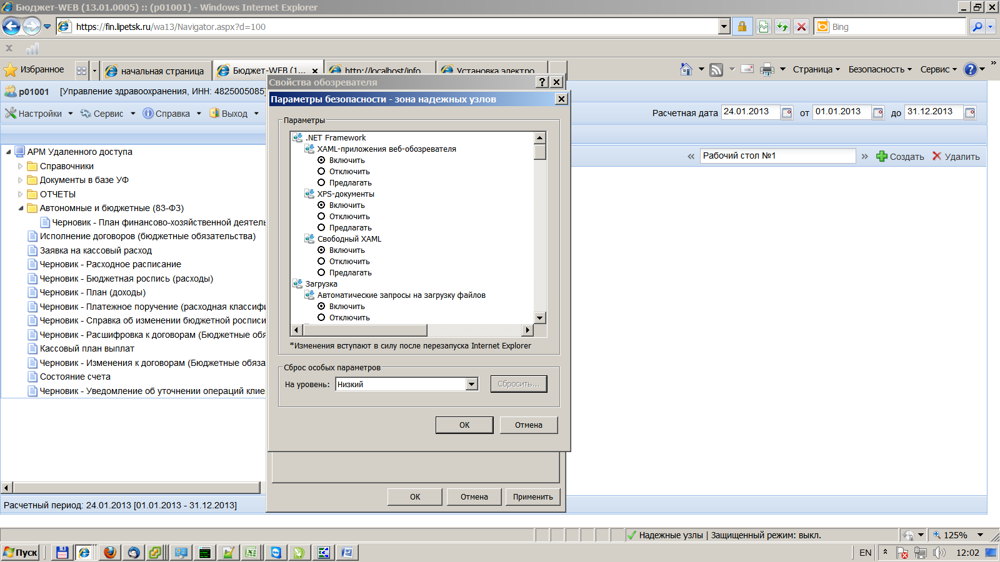 Бюджет-WEB (13.01.0005) :: (p01001) - Windows Internet Explorer
https://fin.lipetsk.ru/wa13/Navigator.aspx?d=100
Bing
x
Избранное
начальная страница
Бюджет-WEB (1...
http://localhost/info
Установка электро
Страница
Безопасность
Сервис
»
p01001 [Управление здравоохранения, ИНН: 4825005085]
Настройки
Сервис
Справка
Выход
Расчетная дата 24.01.2013 от 01.01.2013 до 31.12.2013
« Рабочий стол №1 » Создать Удалить
АРМ Удаленного доступа
Справочники
Документы в базе УФ
ОТЧЕТЫ
Автономные и бюджетные (83-ФЗ)
Черновик - План финансово-хозяйственной деятель
Исполнение договоров (бюджетные обязательства)
Заявка на кассовый расход
Черновик - Расходное расписание
Черновик - Бюджетная роспись (расходы)
Черновик - План (доходы)
Черновик - Платежное поручение (расходная классифи
Черновик - Справка об изменении бюджетной росписи
Черновик - Расшифровка к договорам (Бюджетные обя
Кассовый план выплат
Черновик - Изменения к договорам (Бюджетные обяза
Состояние счета
Черновик - Уведомление об уточнении операций клие
Расчетный период: 24.01.2013 [01.01.2013 - 31.12.2013]
Свойства обозревателя
Параметры безопасности - зона надежных узлов
Параметры
.NET Framework
XAML-приложения веб-обозревателя
Включить
Отключить
Предлагать
XPS-документы
Включить
Отключить
Предлагать
Свободный XAML
Включить
Отключить
Предлагать
Загрузка
Автоматические запросы на загрузку файлов
Включить
Отключить
*Изменения вступают в силу после перезапуска Internet Explorer
Сброс особых параметров
На уровень: Низкий Сбросить...
OK Отмена
OK Отмена Применить
Надежные узлы | Защищенный режим: выкл.
125%
Пуск
EN
12:02